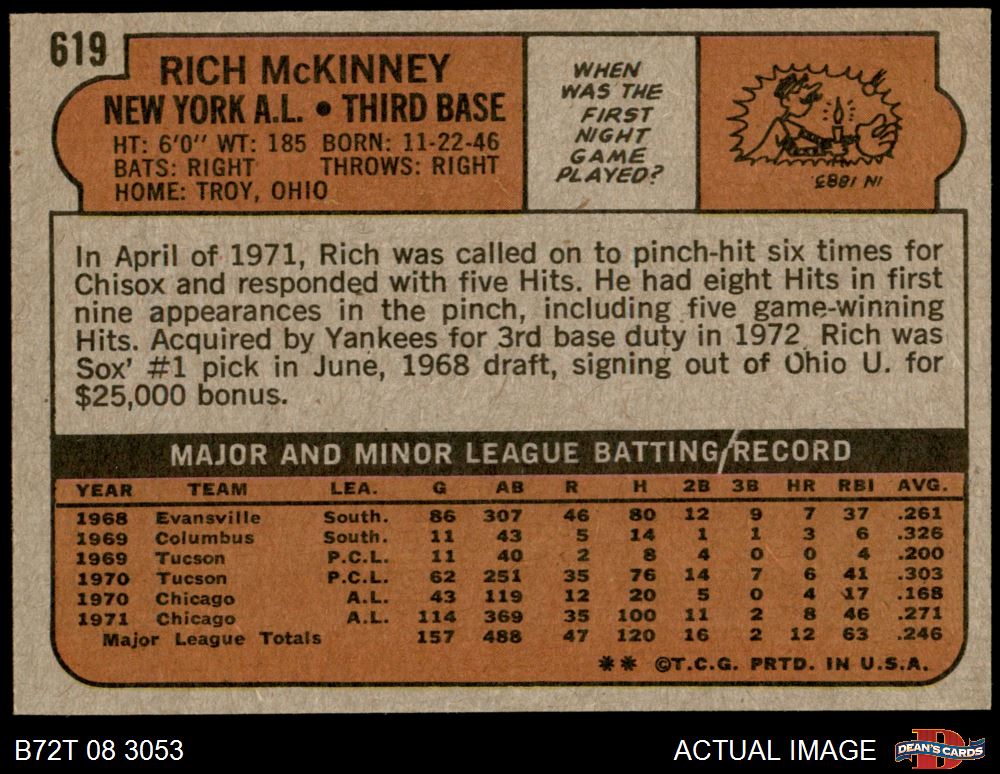 619
RICH McKINNEY
NEW YORK A.L. • THIRD BASE
HT: 6'0" WT: 185 BORN: 11-22-46
BATS: RIGHT THROWS: RIGHT
HOME: TROY, OHIO
WHEN
WAS THE
FIRST
NIGHT
GAME
PLAYED?
IN 1883.
In April of 1971, Rich was called on to pinch-hit six times for
Chisox and responded with five Hits. He had eight Hits in first
nine appearances in the pinch, including five game-winning
Hits. Acquired by Yankees for 3rd base duty in 1972. Rich was
Sox' #1 pick in June, 1968 draft, signing out of Ohio U. for
$25,000 bonus.
MAJOR AND MINOR LEAGUE BATTING RECORD
YEAR TEAM LEA. G AB R H 2B 3B HR RBI AVG.
1968 Evansville South. 86 307 46 80 12 9 7 37 .261
1969 Columbus South. 11 43 5 14 1 1 3 6 .326
1969 Tucson P.C.L. 11 40 2 8 4 0 0 4 .200
1970 Tucson P.C.L. 62 251 35 76 14 7 6 41 .303
1970 Chicago A.L. 43 119 12 20 5 0 4 17 .168
1971 Chicago A.L. 114 369 35 100 11 2 8 46 .271
Major League Totals 157 488 47 120 16 2 12 63 .246
** ©T.C.G. PRTD. IN U.S.A.
B72T 08 3053
ACTUAL IMAGE
DEAN'S CARDS